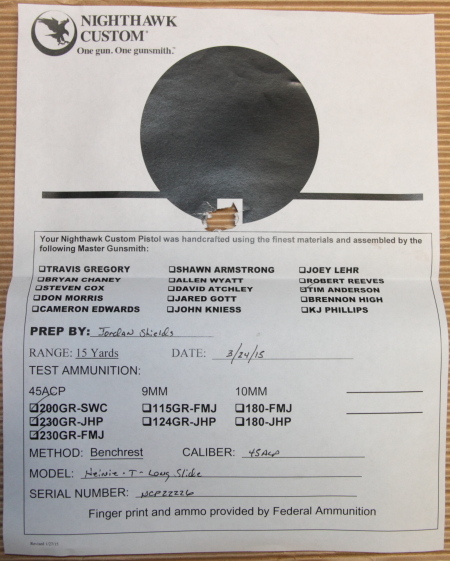 NIGHTHAWK
CUSTOM®
One gun. One gunsmith.™
Your Nighthawk Custom Pistol was handcrafted using the finest materials and assembled by the
following Master Gunsmith:
❑TRAVIS GREGORY ❑SHAWN ARMSTRONG ❑JOEY LEHR
❑BRYAN CHANEY ❑ALLEN WYATT ❑ROBERT REEVES
❑STEVEN COX ❑DAVID ATCHLEY ☑TIM ANDERSON
❑DON MORRIS ❑JARED GOTT ❑BRENNON HIGH
❑CAMERON EDWARDS ❑JOHN KNIESS ❑KJ PHILLIPS
PREP BY: Jordan Shields
RANGE: 15 Yards DATE: 3/24/15
TEST AMMUNITION:
45ACP 9MM 10MM
☑200GR-SWC ❑115GR-FMJ ❑180-FMJ
☑230GR-JHP ❑124GR-JHP ❑180-JHP
☑230GR-FMJ
METHOD: Benchrest CALIBER: 45ACP
MODEL: Heinie - T - Long Slide
SERIAL NUMBER: NCP22226
Finger print and ammo provided by Federal Ammunition